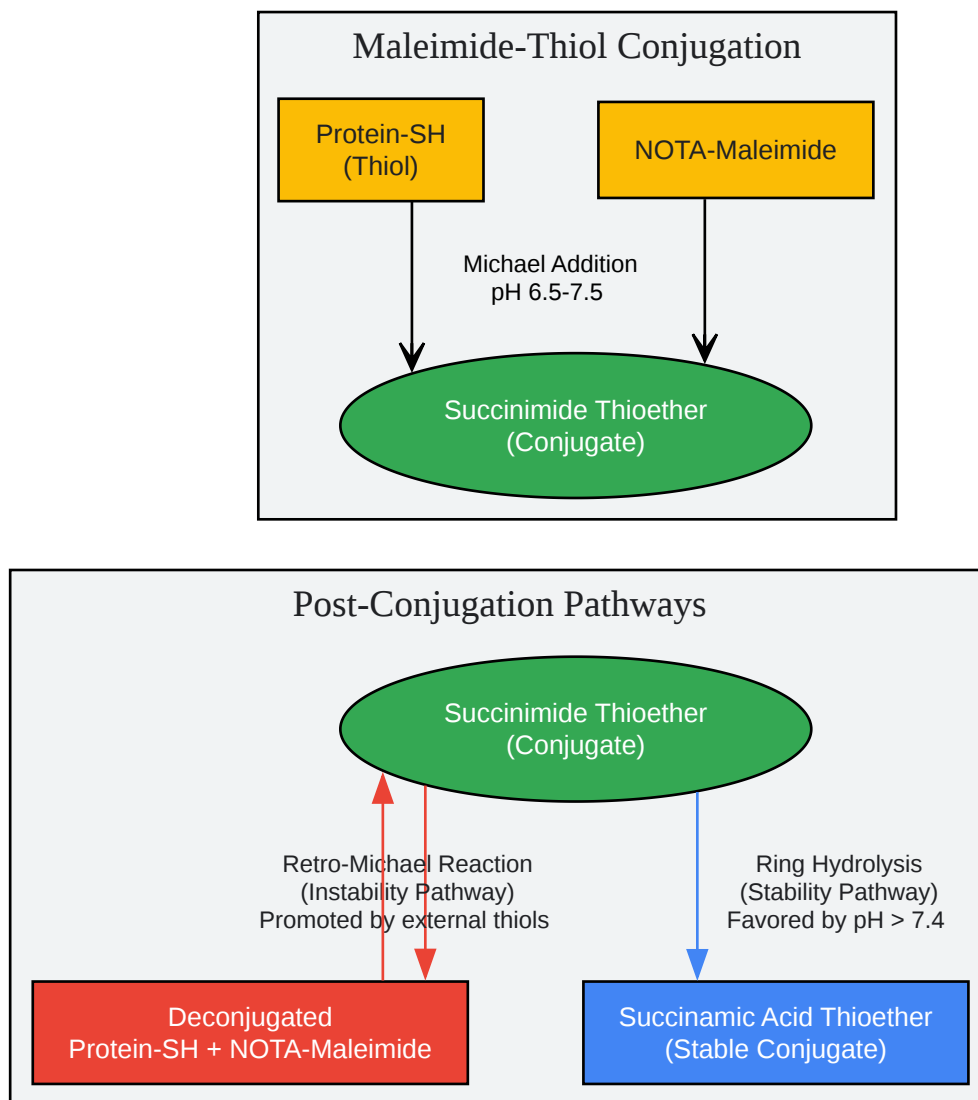 Maleimide-Thiol Conjugation
Protein-SH
(Thiol)
NOTA-Maleimide
Michael Addition
pH 6.5-7.5
Succinimide Thioether
(Conjugate)
Post-Conjugation Pathways
Succinimide Thioether
(Conjugate)
Retro-Michael Reaction
(Instability Pathway)
Promoted by external thiols
Ring Hydrolysis
(Stability Pathway)
Favored by pH > 7.4
Deconjugated
Protein-SH + NOTA-Maleimide
Succinamic Acid Thioether
(Stable Conjugate)